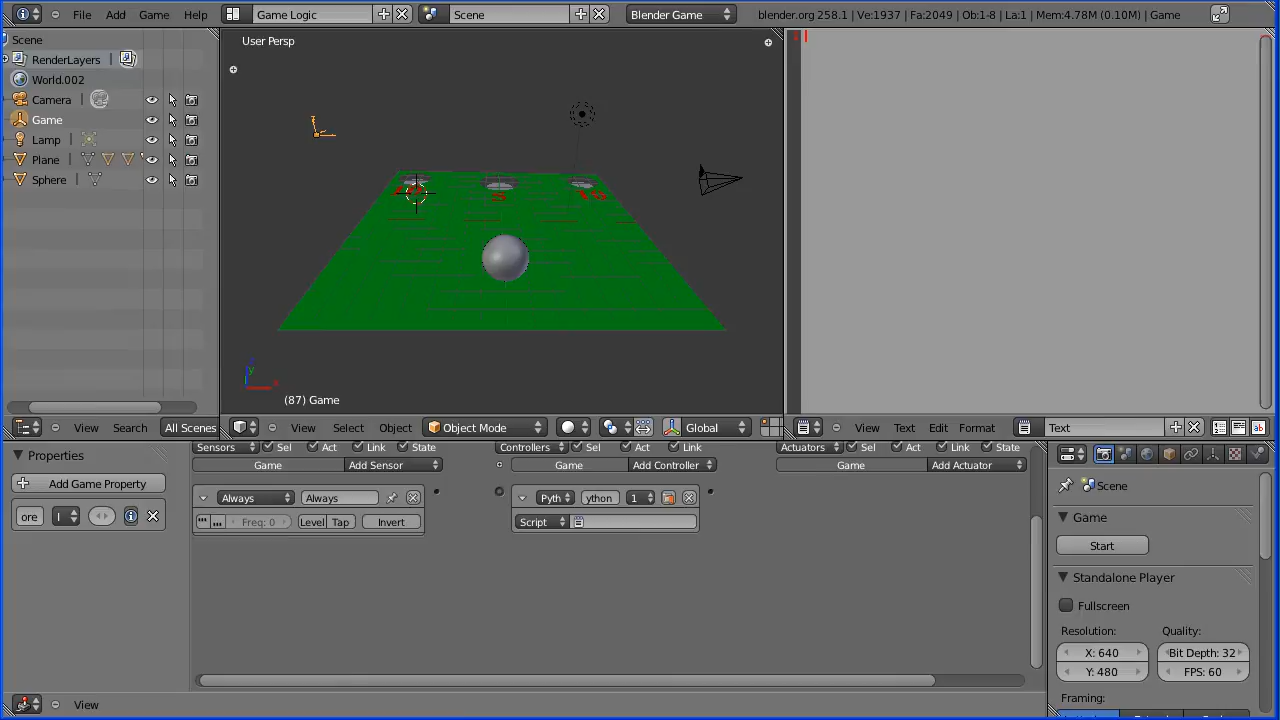 File Add Game Help Game Logic Scene Blender Game blender.org 258.1 | Ve:1937 | Fa:2049 | Ob:1-8 | La:1 | Mem:4.78M (0.10M) | Game
Scene
RenderLayers
World.002
Camera
Game
Lamp
Plane
Sphere
User Persp
5
15
(87) Game
View Search All Scenes
View Select Object Object Mode Global
View Text Edit Format Text
Properties
Add Game Property
ore I
Sensors Sel Act Link State
Game Add Sensor
Always Always
Freq: 0 Level Tap Invert
Controllers Sel Act Link
Game Add Controller
Pyth ython 1
Script
Actuators Sel Act Link State
Game Add Actuator
View
Scene
Game
Start
Standalone Player
Fullscreen
Resolution: Quality:
X: 640 Bit Depth: 32
Y: 480 FPS: 60
Framing: